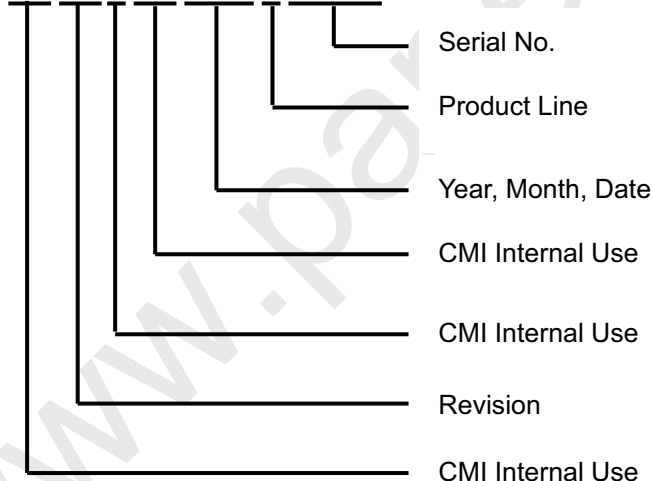 Serial No.
Product Line
Year, Month, Date
CMI Internal Use
CMI Internal Use
Revision
CMI Internal Use